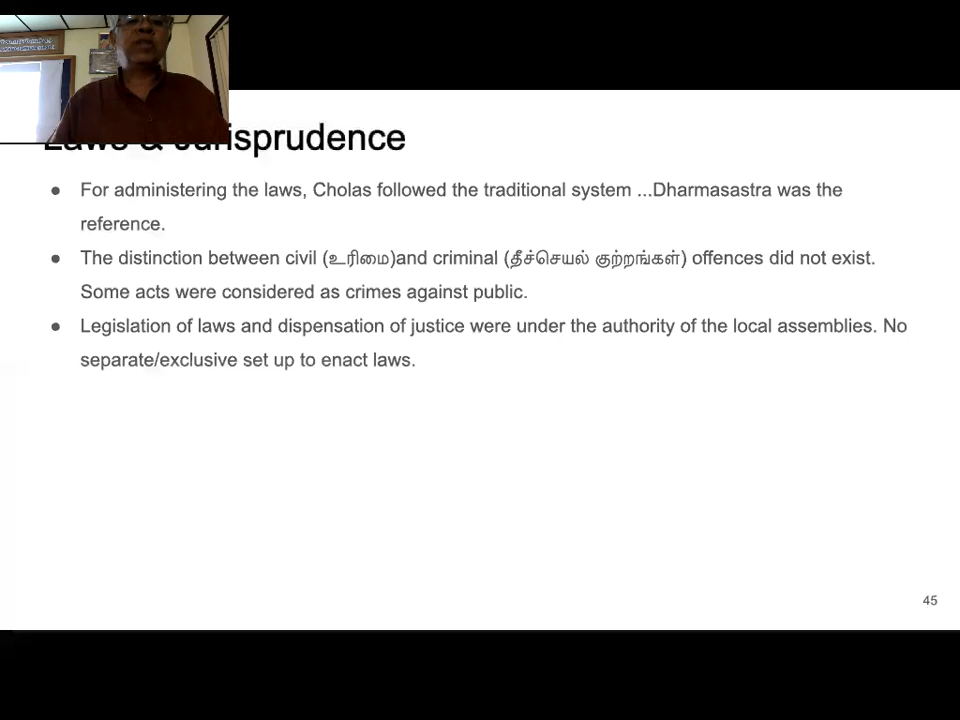 Laws & Jurisprudence
● For administering the laws, Cholas followed the traditional system ...Dharmasastra was the
reference.
● The distinction between civil (உரிமை)and criminal (தீச்செயல் குற்றங்கள்) offences did not exist.
Some acts were considered as crimes against public.
● Legislation of laws and dispensation of justice were under the authority of the local assemblies. No
separate/exclusive set up to enact laws.
45